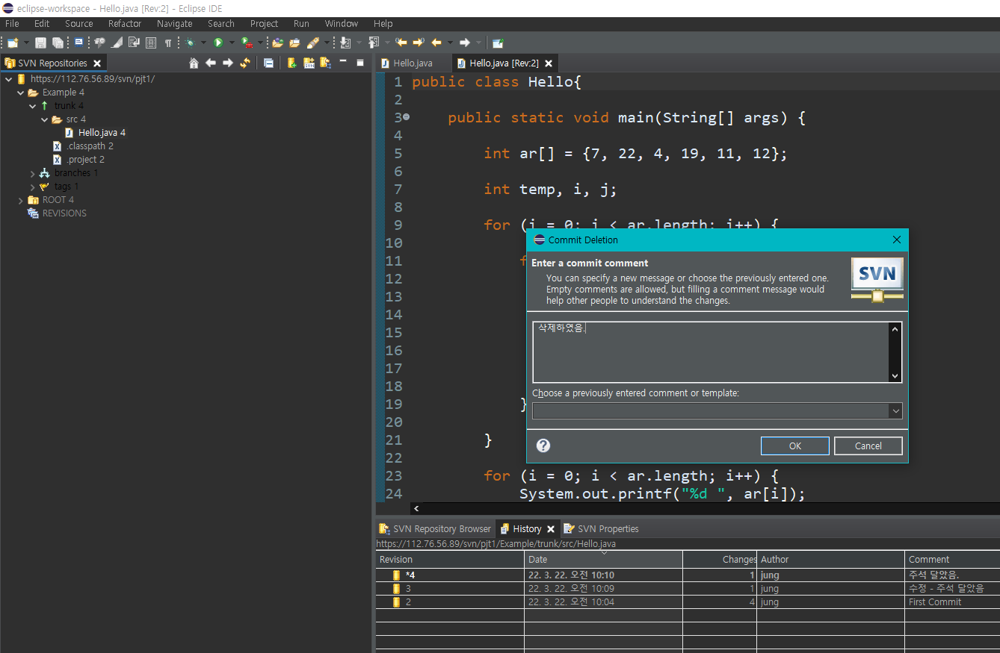 eclipse-workspace - Hello.java [Rev:2] - Eclipse IDE
File Edit Source Refactor Navigate Search Project Run Window Help
SVN Repositories
https://112.76.56.89/svn/pjt1/
Example 4
trunk 4
src 4
Hello.java 4
.classpath 2
.project 2
branches 1
tags 1
ROOT 4
REVISIONS
Hello.java Hello.java [Rev:2]
1 public class Hello{
2
3 public static void main(String[] args) {
4
5 int ar[] = {7, 22, 4, 19, 11, 12};
6
7 int temp, i, j;
8
9 for (i = 0; i < ar.length; i++) {
10
11 f
12
13
14
15
16
17
18
19 }
20
21 }
22
23 for (i = 0; i < ar.length; i++) {
24 System.out.printf("%d ", ar[i]);
Commit Deletion
Enter a commit comment
You can specify a new message or choose the previously entered one.
Empty comments are allowed, but filling a comment message would
help other people to understand the changes.
SVN
삭제하였음.
Choose a previously entered comment or template:
OK Cancel
SVN Repository Browser History SVN Properties
https://112.76.56.89/svn/pjt1/Example/trunk/src/Hello.java
Revision Date Changes Author Comment
*4 22. 3. 22. 오전 10:10 1 jung 주석 달았음.
3 22. 3. 22. 오전 10:09 1 jung 수정 - 주석 달았음
2 22. 3. 22. 오전 10:04 4 jung First Commit